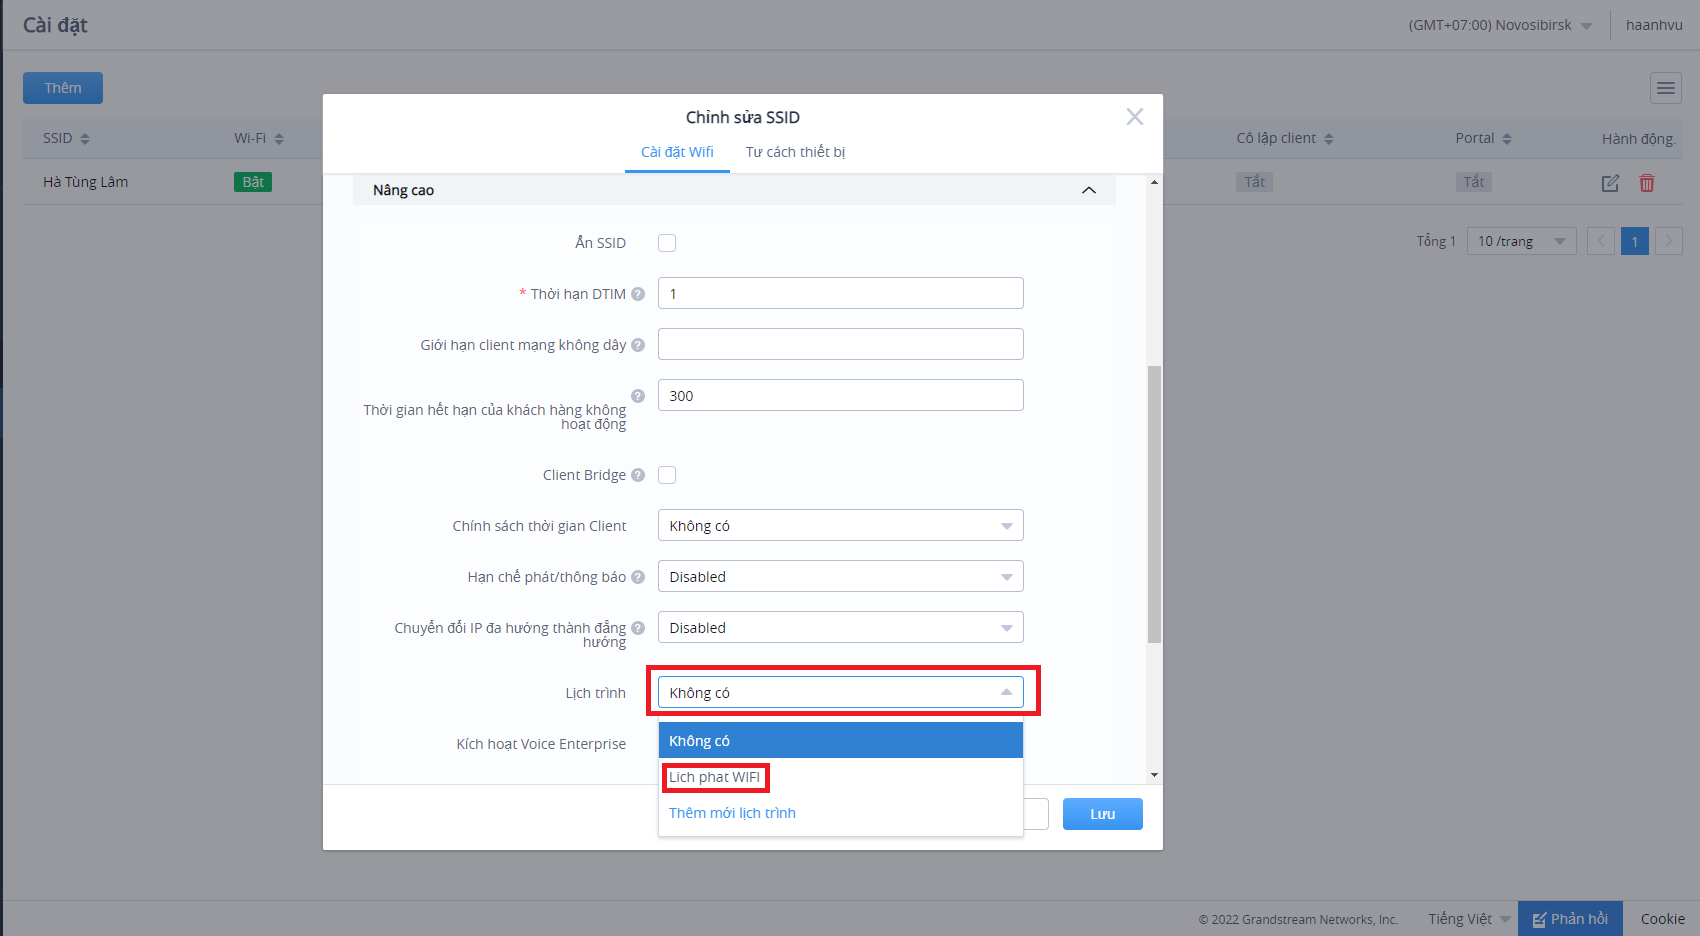 Cài đặt
(GMT+07:00) Novosibirsk
haanhvu
Thêm
SSID
Wi-Fi
Cô lập client
Portal
Hành động.
Hà Tùng Lâm
Bật
Tắt
Tắt
Tổng 1
10 /trang
1
Chỉnh sửa SSID
Cài đặt Wifi
Tư cách thiết bị
Nâng cao
Ẩn SSID
* Thời hạn DTIM ?
1
Giới hạn client mạng không dây ?
Thời gian hết hạn của khách hàng không ?
hoạt động
300
Client Bridge ?
Chính sách thời gian Client
Không có
Hạn chế phát/thông báo ?
Disabled
Chuyển đổi IP đa hướng thành đẳng ?
hướng
Disabled
Lịch trình
Không có
Kích hoạt Voice Enterprise
Không có
Lich phat WIFI
Thêm mới lịch trình
Lưu
© 2022 Grandstream Networks, Inc.
Tiếng Việt
Phản hồi
Cookie